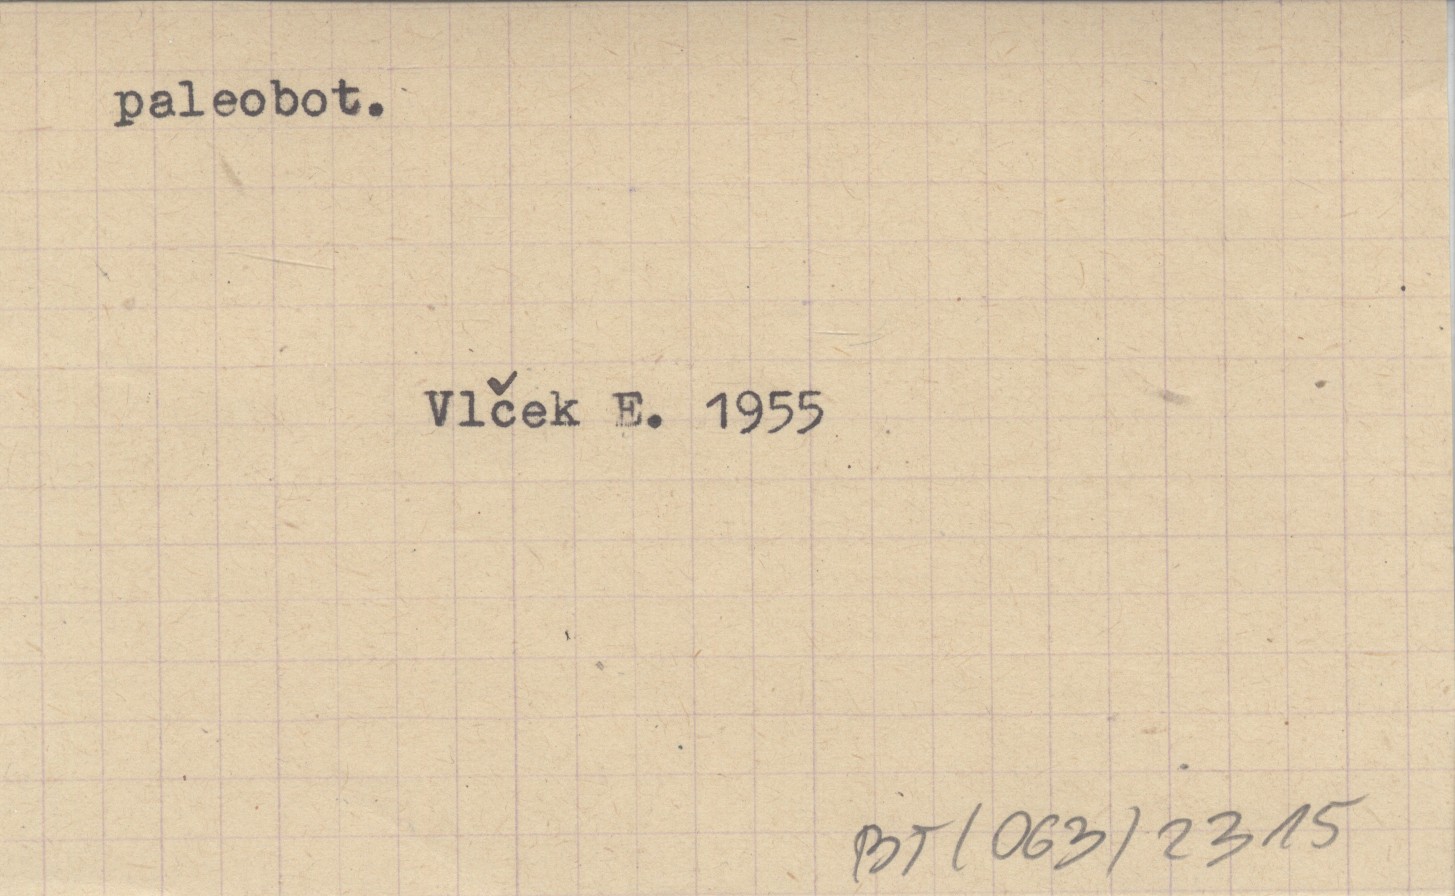 paleobot.
Vlček E. 1955
BT(063)2315